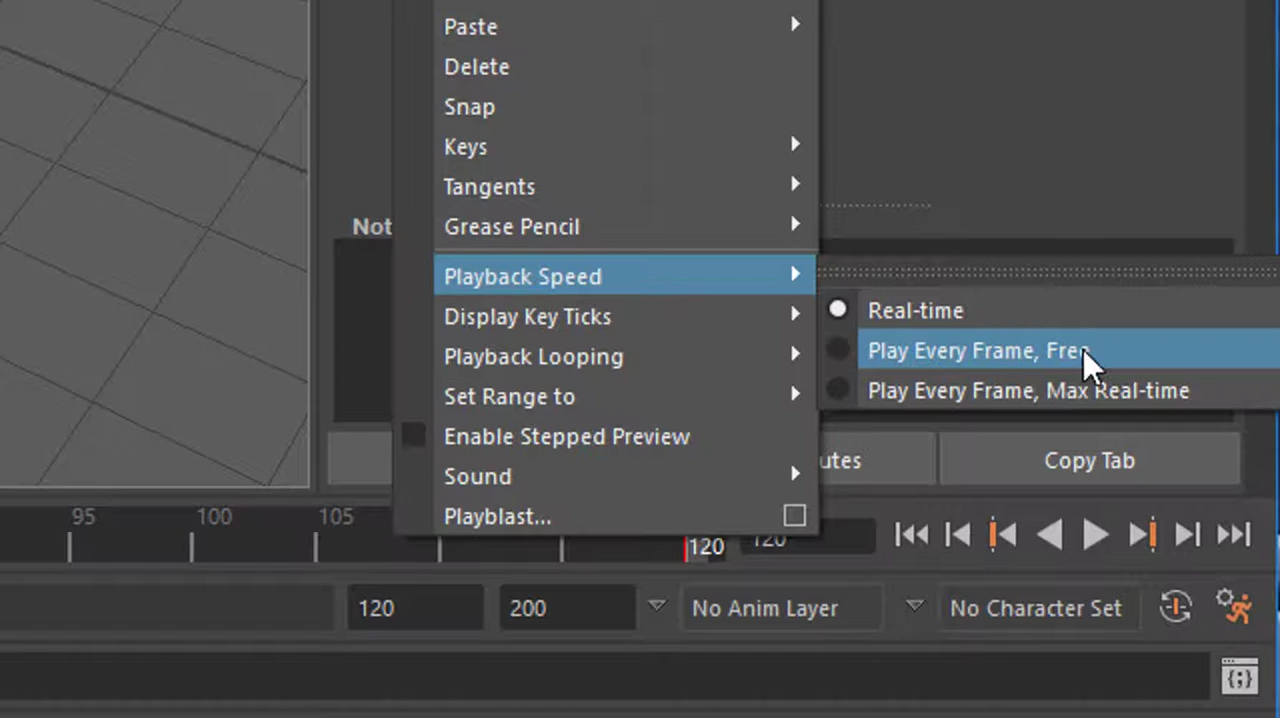 Paste
Delete
Snap
Keys
Tangents
Grease Pencil
Playback Speed
Display Key Ticks
Playback Looping
Set Range to
Enable Stepped Preview
Sound
Playblast...
Real-time
Play Every Frame, Free
Play Every Frame, Max Real-time
Not
utes
Copy Tab
95
100
105
120
120
120
200
No Anim Layer
No Character Set
{;}